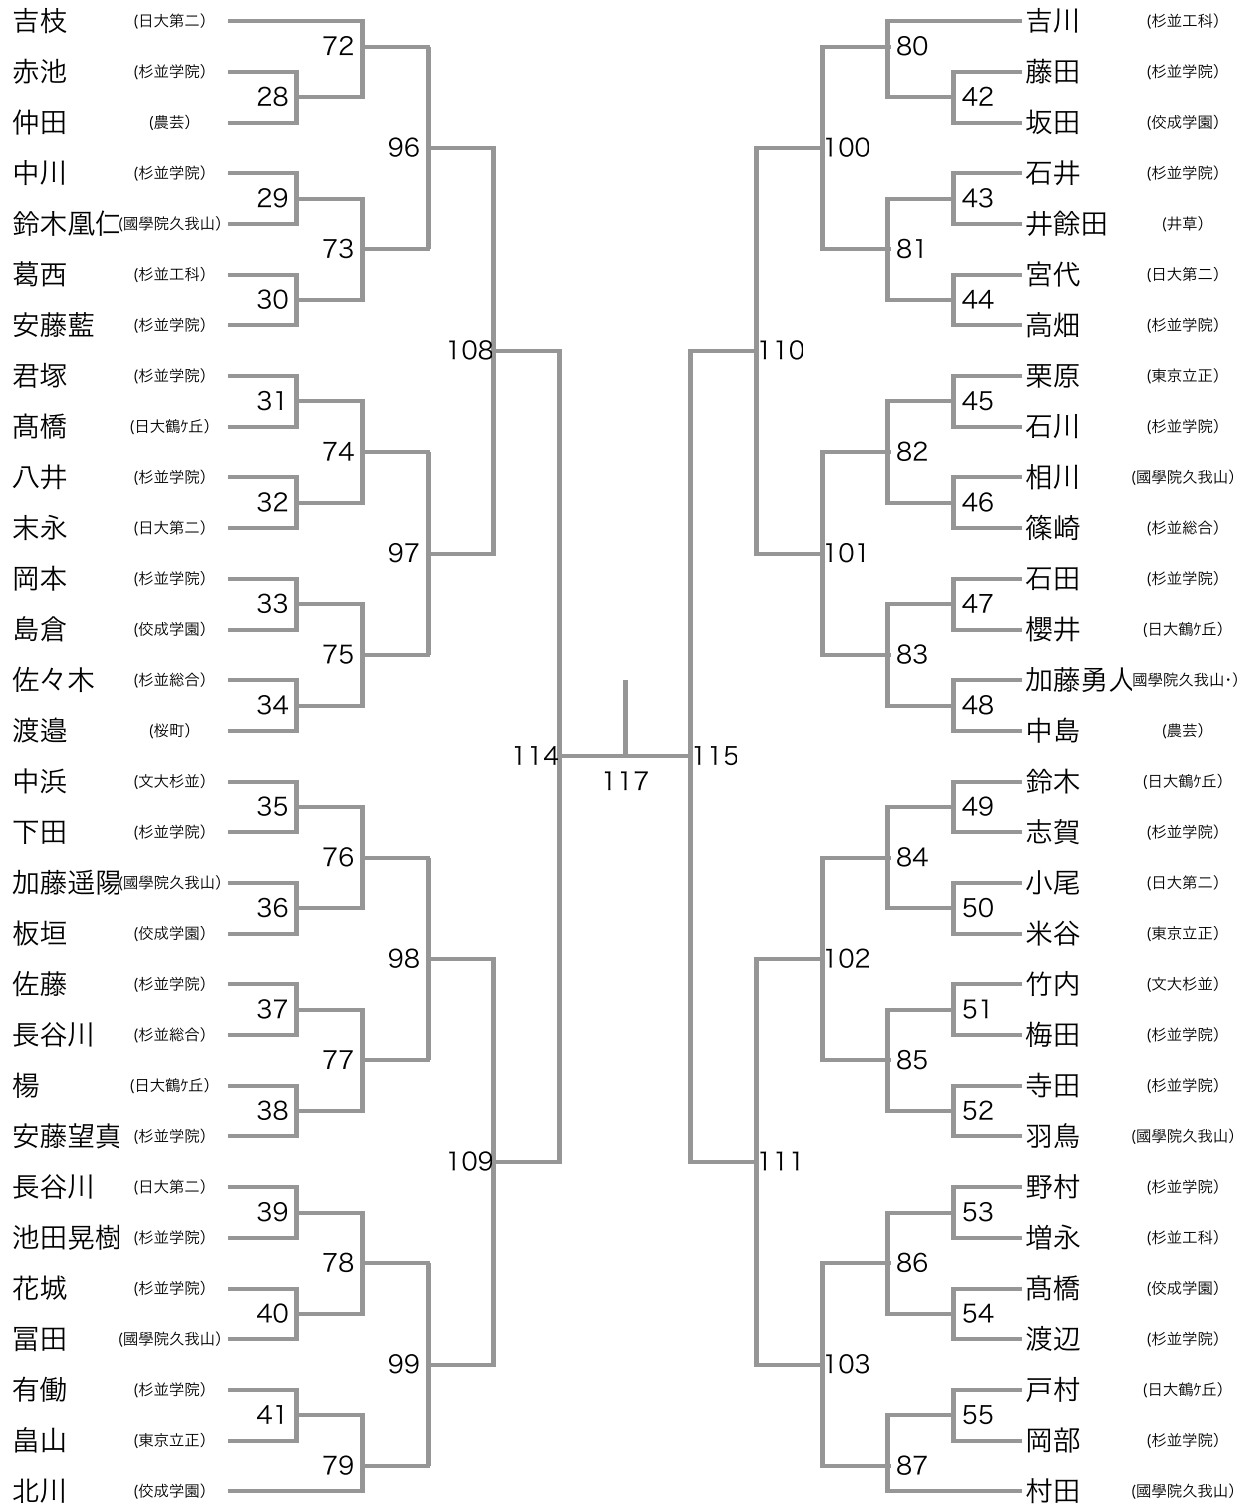 吉枝 (日大第二)
赤池 (杉並学院)
仲田 (農芸)
中川 (杉並学院)
鈴木凰仁 (國學院久我山)
葛西 (杉並工科)
安藤藍 (杉並学院)
君塚 (杉並学院)
髙橋 (日大鶴ケ丘)
八井 (杉並学院)
末永 (日大第二)
岡本 (杉並学院)
島倉 (佼成学園)
佐々木 (杉並総合)
渡邉 (桜町)
中浜 (文大杉並)
下田 (杉並学院)
加藤遥陽 (國學院久我山)
板垣 (佼成学園)
佐藤 (杉並学院)
長谷川 (杉並総合)
楊 (日大鶴ケ丘)
安藤望真 (杉並学院)
長谷川 (日大第二)
池田晃樹 (杉並学院)
花城 (杉並学院)
冨田 (國學院久我山)
有働 (杉並学院)
畠山 (東京立正)
北川 (佼成学園)
28
29
30
31
32
33
34
35
36
37
38
39
40
41
72
73
74
75
76
77
78
79
96
97
98
99
108
109
114
117
115
110
111
100
101
102
103
80
81
82
83
84
85
86
87
42
43
44
45
46
47
48
49
50
51
52
53
54
55
吉川 (杉並工科)
藤田 (杉並学院)
坂田 (佼成学園)
石井 (杉並学院)
井餘田 (井草)
宮代 (日大第二)
高畑 (杉並学院)
栗原 (東京立正)
石川 (杉並学院)
相川 (國學院久我山)
篠崎 (杉並総合)
石田 (杉並学院)
櫻井 (日大鶴ケ丘)
加藤勇人 國學院久我山・)
中島 (農芸)
鈴木 (日大鶴ケ丘)
志賀 (杉並学院)
小尾 (日大第二)
米谷 (東京立正)
竹内 (文大杉並)
梅田 (杉並学院)
寺田 (杉並学院)
羽鳥 (國學院久我山)
野村 (杉並学院)
増永 (杉並工科)
髙橋 (佼成学園)
渡辺 (杉並学院)
戸村 (日大鶴ケ丘)
岡部 (杉並学院)
村田 (國學院久我山)